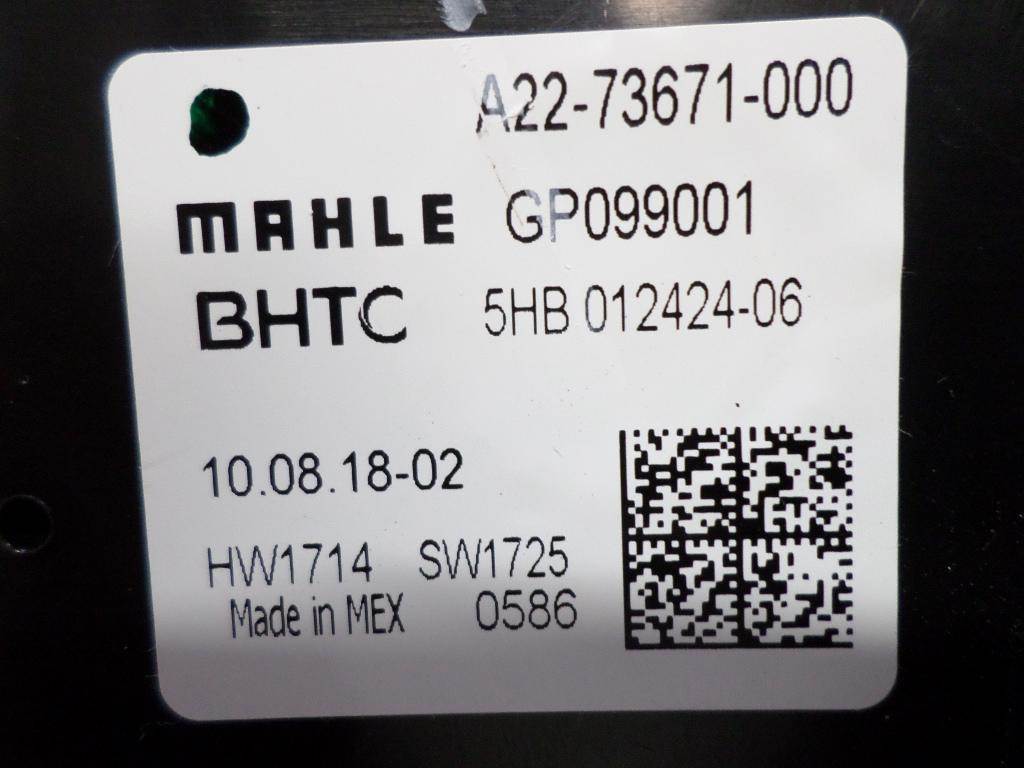 A22-73671-000
MAHLE GP099001
BHTC 5HB 012424-06
10.08.18-02
HW1714 SW1725
Made in MEX 0586